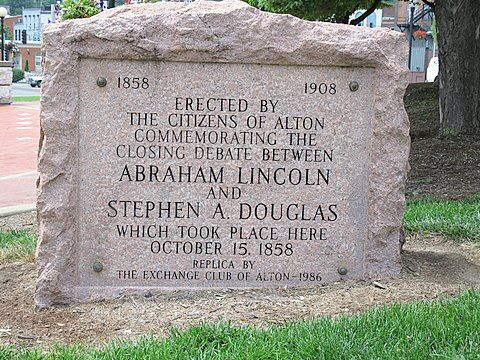 1858 1908
ERECTED BY
THE CITIZENS OF ALTON
COMMEMORATING THE
CLOSING DEBATE BETWEEN
ABRAHAM LINCOLN
AND
STEPHEN A. DOUGLAS
WHICH TOOK PLACE HERE
OCTOBER 15, 1858
REPLICA BY
THE EXCHANGE CLUB OF ALTON-1986